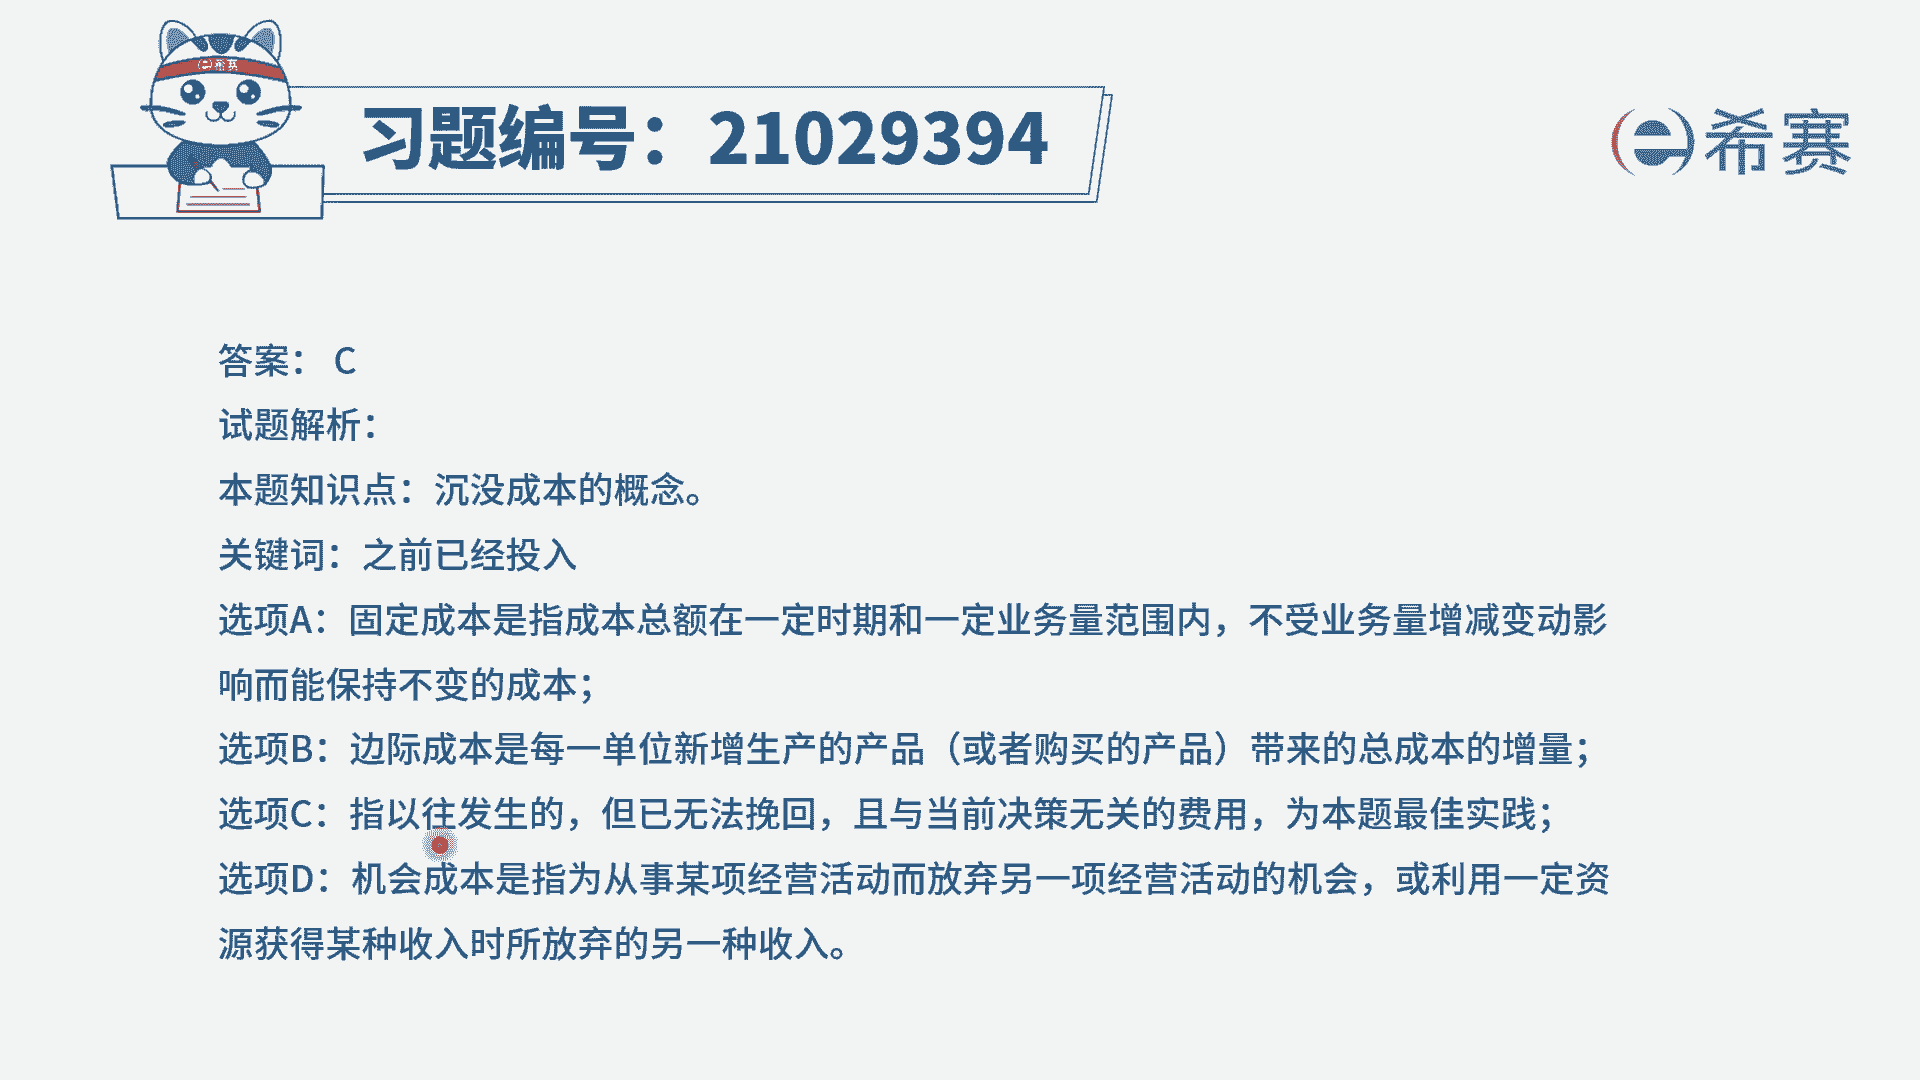 希赛
习题编号：21029394
希赛
答案： C
试题解析：
本题知识点：沉没成本的概念。
关键词：之前已经投入
选项A：固定成本是指成本总额在一定时期和一定业务量范围内，不受业务量增减变动影
响而能保持不变的成本；
选项B：边际成本是每一单位新增生产的产品（或者购买的产品）带来的总成本的增量；
选项C：指以往发生的，但已无法挽回，且与当前决策无关的费用，为本题最佳实践；
选项D：机会成本是指为从事某项经营活动而放弃另一项经营活动的机会，或利用一定资
源获得某种收入时所放弃的另一种收入。